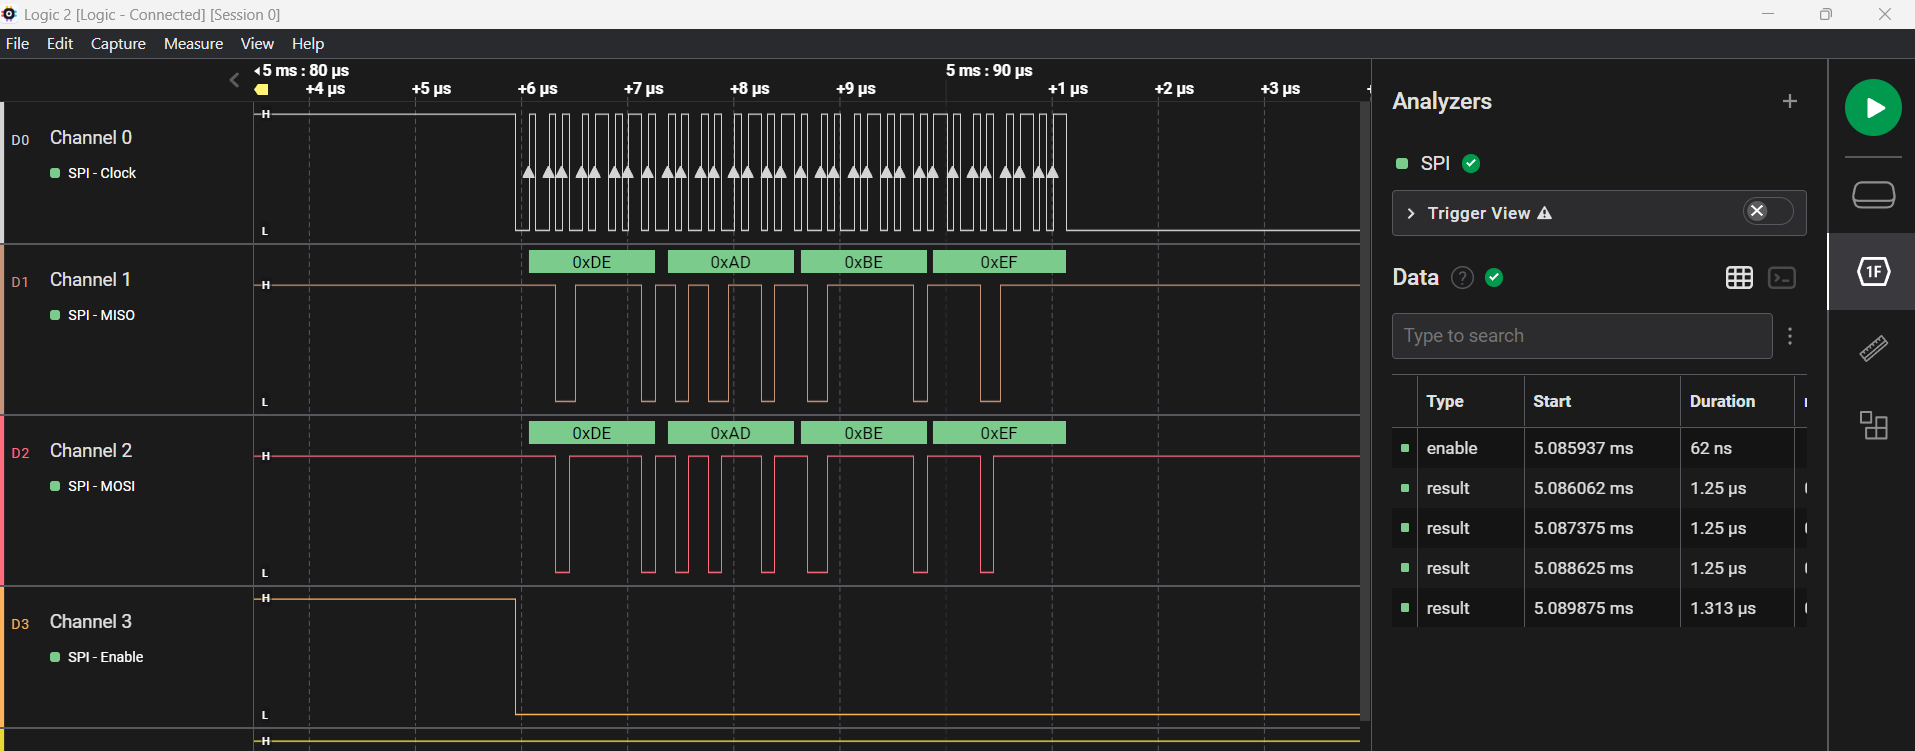 Logic 2 [Logic - Connected] [Session 0]
File Edit Capture Measure View Help
5 ms : 80 µs 5 ms : 90 µs
+4 µs +5 µs +6 µs +7 µs +8 µs +9 µs +1 µs +2 µs +3 µs
D0 Channel 0
SPI - Clock
H
L
D1 Channel 1
SPI - MISO
0xDE 0xAD 0xBE 0xEF
H
L
D2 Channel 2
SPI - MOSI
0xDE 0xAD 0xBE 0xEF
H
L
D3 Channel 3
SPI - Enable
H
L
H
Analyzers +
SPI
Trigger View
Data ?
Type to search
Type Start Duration
enable 5.085937 ms 62 ns
result 5.086062 ms 1.25 µs
result 5.087375 ms 1.25 µs
result 5.088625 ms 1.25 µs
result 5.089875 ms 1.313 µs
1F